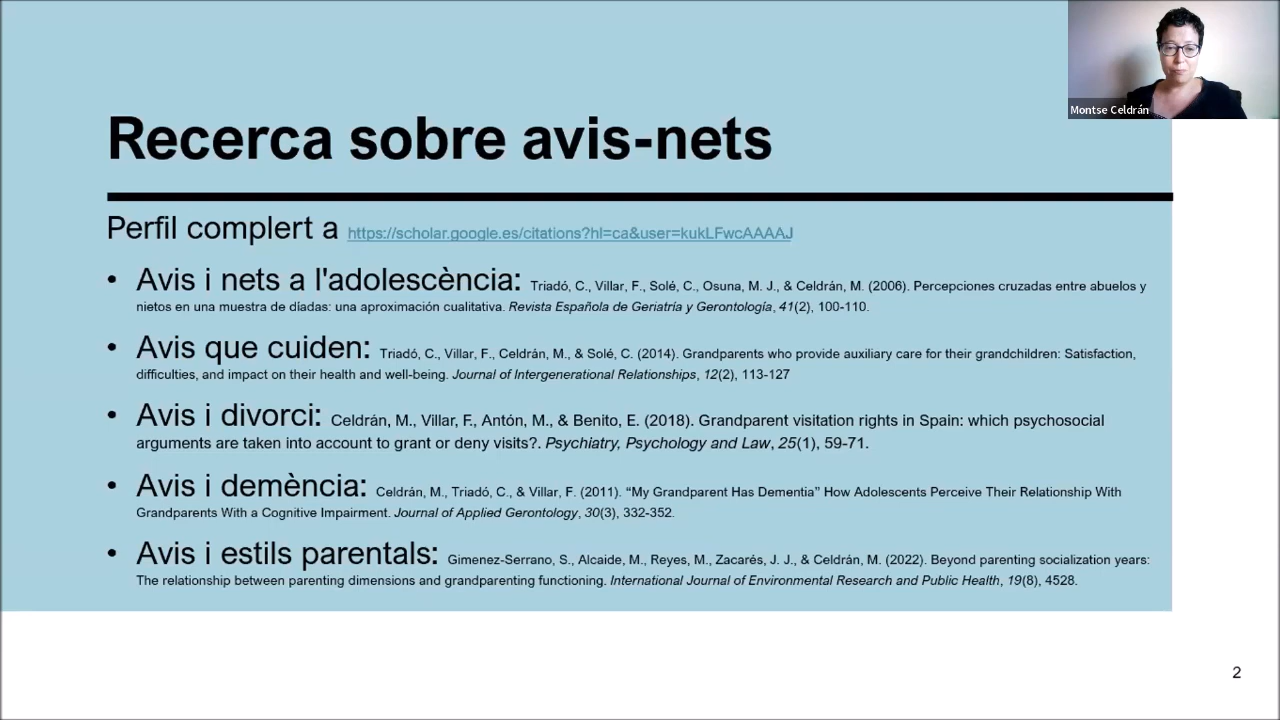 Montse Celdrán
Recerca sobre avis-nets
Perfil complert a https://scholar.google.es/citations?hl=ca&user=kukLFwcAAAAJ
• Avis i nets a l'adolescència: Triadó, C., Villar, F., Solé, C., Osuna, M. J., & Celdrán, M. (2006). Percepciones cruzadas entre abuelos y
nietos en una muestra de díadas: una aproximación cualitativa. Revista Española de Geriatría y Gerontología, 41(2), 100-110.
• Avis que cuiden: Triadó, C., Villar, F., Celdrán, M., & Solé, C. (2014). Grandparents who provide auxiliary care for their grandchildren: Satisfaction,
difficulties, and impact on their health and well-being. Journal of Intergenerational Relationships, 12(2), 113-127
• Avis i divorci: Celdrán, M., Villar, F., Antón, M., & Benito, E. (2018). Grandparent visitation rights in Spain: which psychosocial
arguments are taken into account to grant or deny visits?. Psychiatry, Psychology and Law, 25(1), 59-71.
• Avis i demència: Celdrán, M., Triadó, C., & Villar, F. (2011). “My Grandparent Has Dementia” How Adolescents Perceive Their Relationship With
Grandparents With a Cognitive Impairment. Journal of Applied Gerontology, 30(3), 332-352.
• Avis i estils parentals: Gimenez-Serrano, S., Alcaide, M., Reyes, M., Zacarés, J. J., & Celdrán, M. (2022). Beyond parenting socialization years:
The relationship between parenting dimensions and grandparenting functioning. International Journal of Environmental Research and Public Health, 19(8), 4528.
2